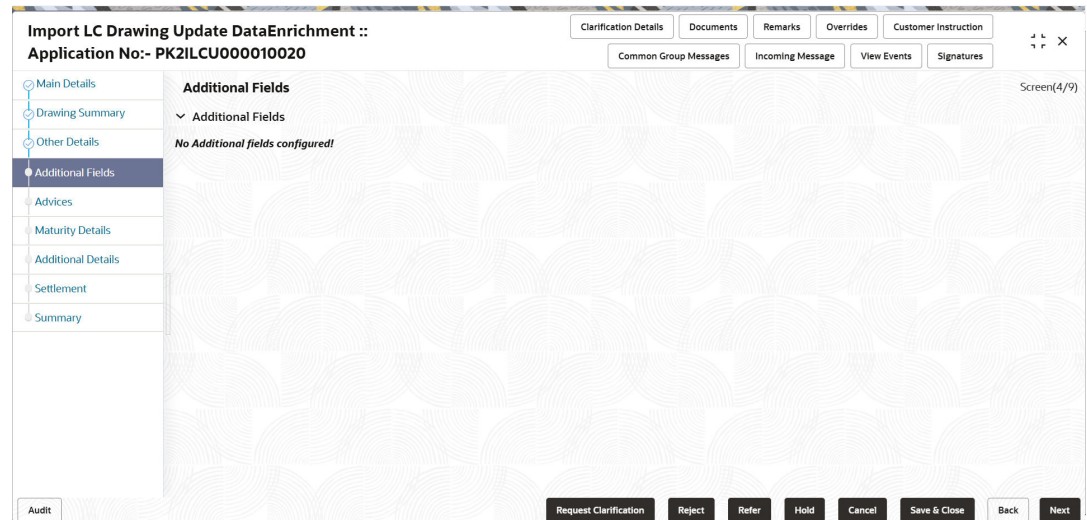 Import LC Drawing Update DataEnrichment ::
Application No:- PK2ILCU000010020
Clarification Details
Documents
Remarks
Overrides
Customer Instruction
Common Group Messages
Incoming Message
View Events
Signatures
Main Details
Drawing Summary
Other Details
Additional Fields
Advices
Maturity Details
Additional Details
Settlement
Summary
Additional Fields
Screen(4/9)
Additional Fields
No Additional fields configured!
Audit
Request Clarification
Reject
Refer
Hold
Cancel
Save & Close
Back
Next